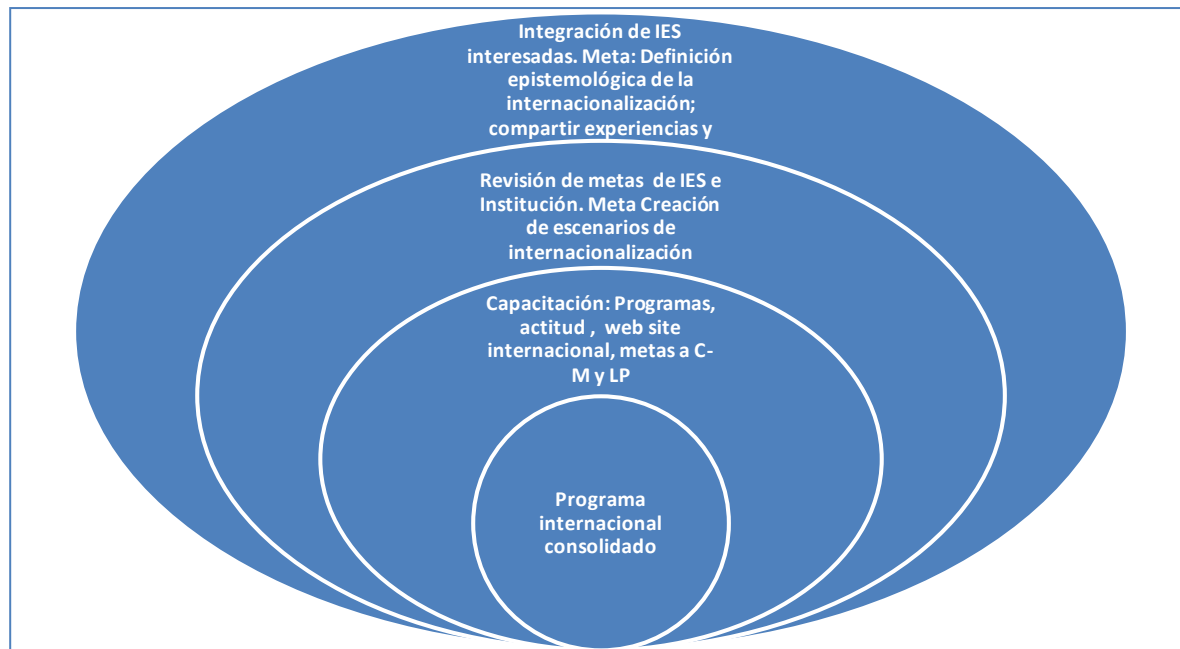 Integración de IES
interesadas. Meta: Definición
epistemológica de la
internacionalización;
compartir experiencias y
Revisión de metas de IES e
Institución. Meta Creación
de escenarios de
internacionalización
Capacitación: Programas,
actitud , web site
internacional, metas a C-
M y LP
Programa
internacional
consolidado